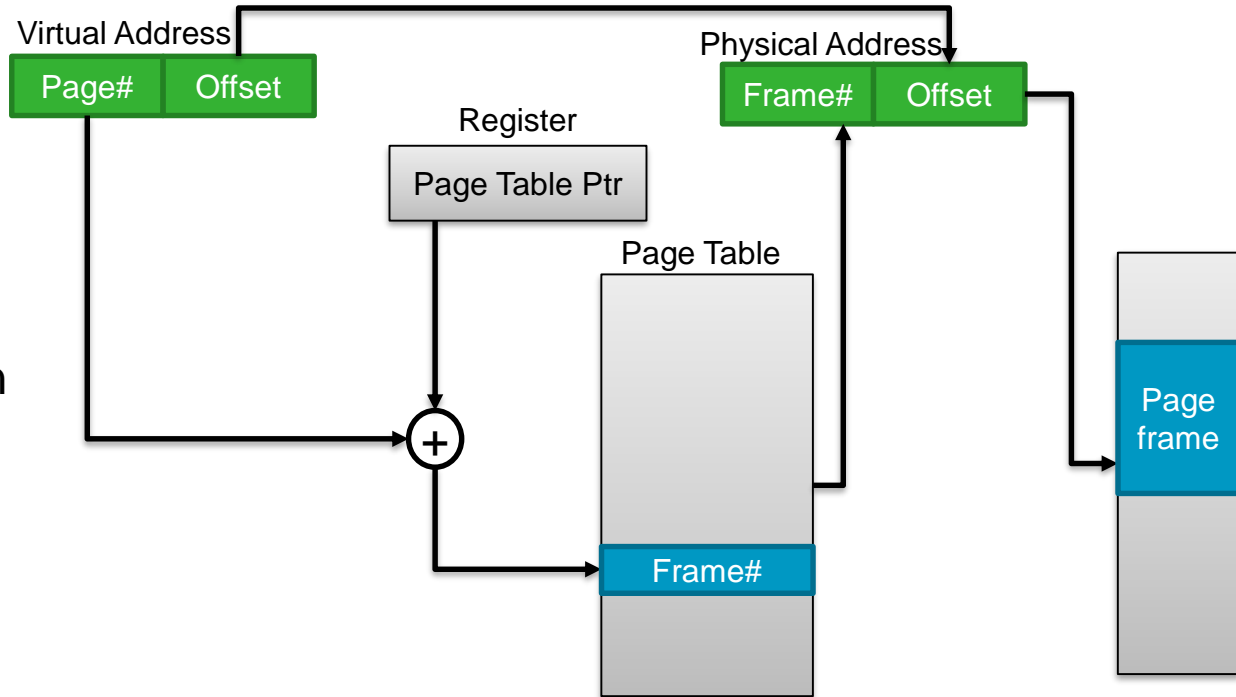 Virtual Address
Page# Offset
Physical Address
Frame# Offset
Register
Page Table Ptr
Page Table
n
+
Page
frame
Frame#